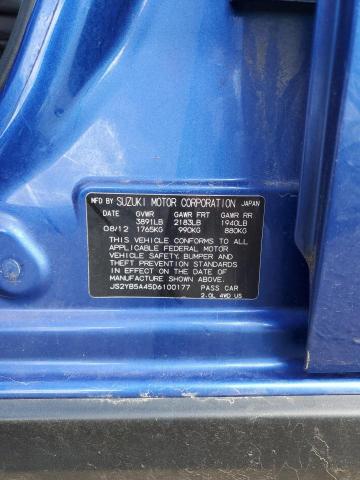 MFD BY SUZUKI MOTOR CORPORATION JAPAN
DATE GVWR GAWR FRT GAWR RR
3891LB 2183LB 1940LB
08/12 1765KG 990KG 880KG
THIS VEHICLE CONFORMS TO ALL
APPLICABLE FEDERAL MOTOR
VEHICLE SAFETY, BUMPER AND
THEFT PREVENTION STANDARDS
IN EFFECT ON THE DATE OF
MANUFACTURE SHOWN ABOVE.
JS2YB5A45D6100177 PASS CAR
2.0L 4WD US